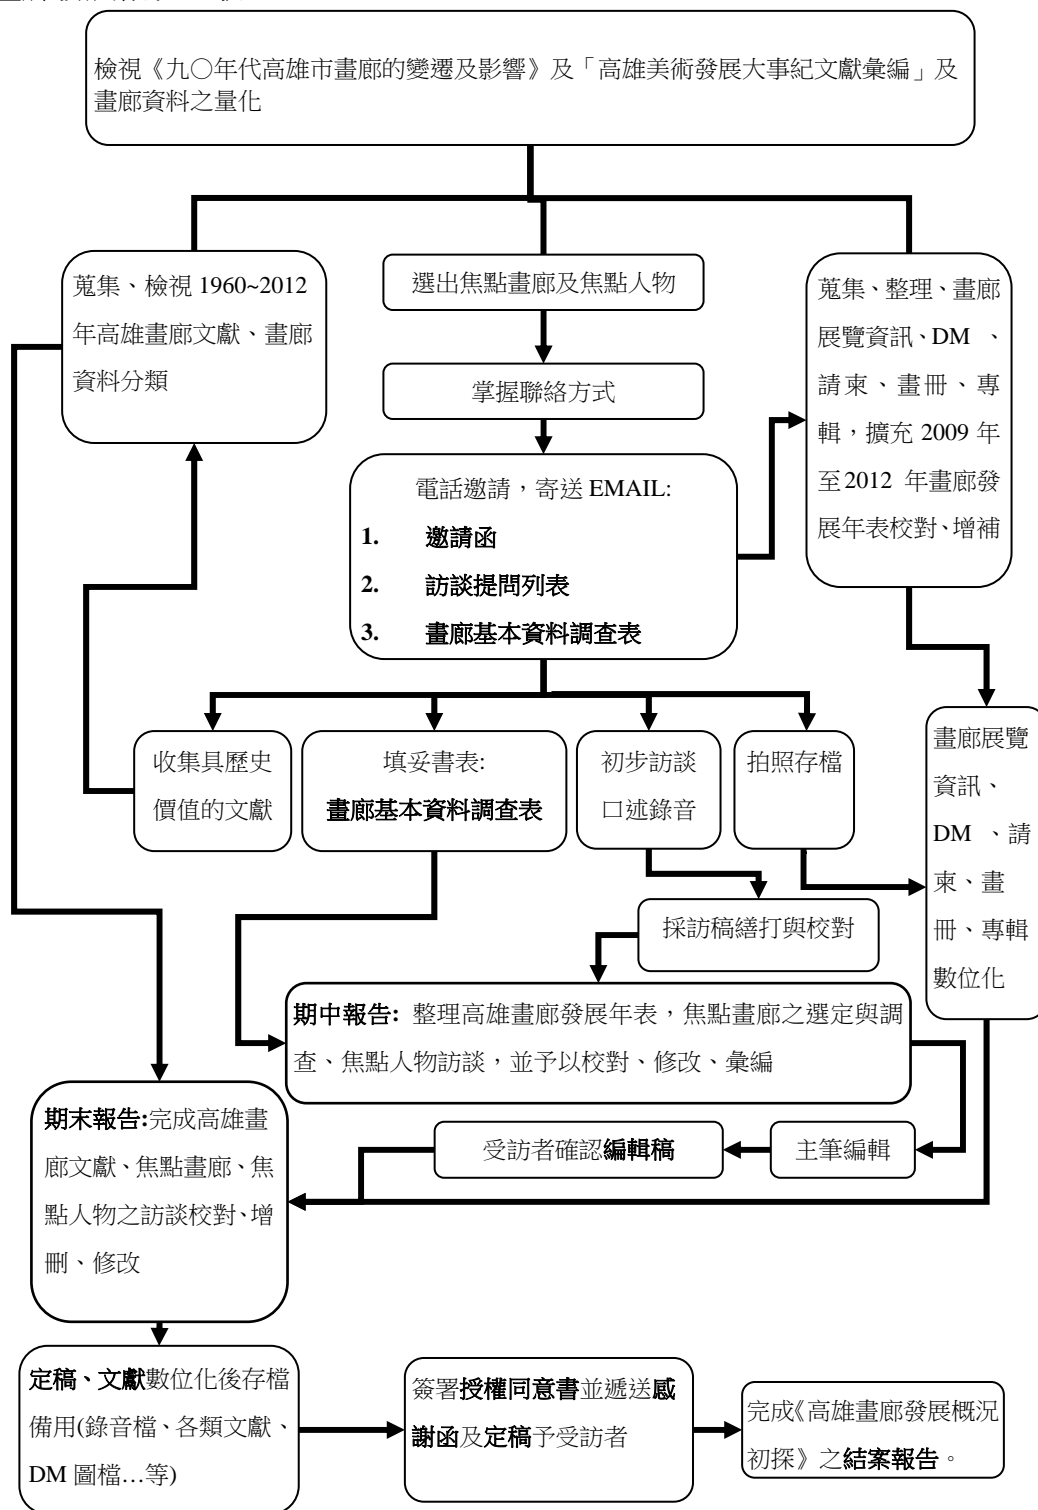 檢視《九〇年代高雄市畫廊的變遷及影響》及「高雄美術發展大事紀文獻彙編」及
畫廊資料之量化
蒐集、檢視 1960~2012
年高雄畫廊文獻、畫廊
資料分類
選出焦點畫廊及焦點人物
掌握聯絡方式
蒐集、整理、畫廊
展覽資訊、DM 、
請柬、畫冊、專
輯，擴充 2009 年
至 2012 年畫廊發
展年表校對、增補
電話邀請，寄送 EMAIL:
1. 邀請函
2. 訪談提問列表
3. 畫廊基本資料調查表
收集具歷史
價值的文獻
填妥書表:
畫廊基本資料調查表
初步訪談
口述錄音
拍照存檔
畫廊展覽
資訊、
DM 、請
柬、畫
冊、專輯
數位化
採訪稿繕打與校對
期中報告: 整理高雄畫廊發展年表，焦點畫廊之選定與調
查、焦點人物訪談，並予以校對、修改、彙編
期末報告:完成高雄畫
廊文獻、焦點畫廊、焦
點人物之訪談校對、增
刪、修改
受訪者確認編輯稿
主筆編輯
定稿、文獻數位化後存檔
備用(錄音檔、各類文獻、
DM 圖檔…等)
簽署授權同意書並遞送感
謝函及定稿予受訪者
完成《高雄畫廊發展概況
初探》之結案報告。